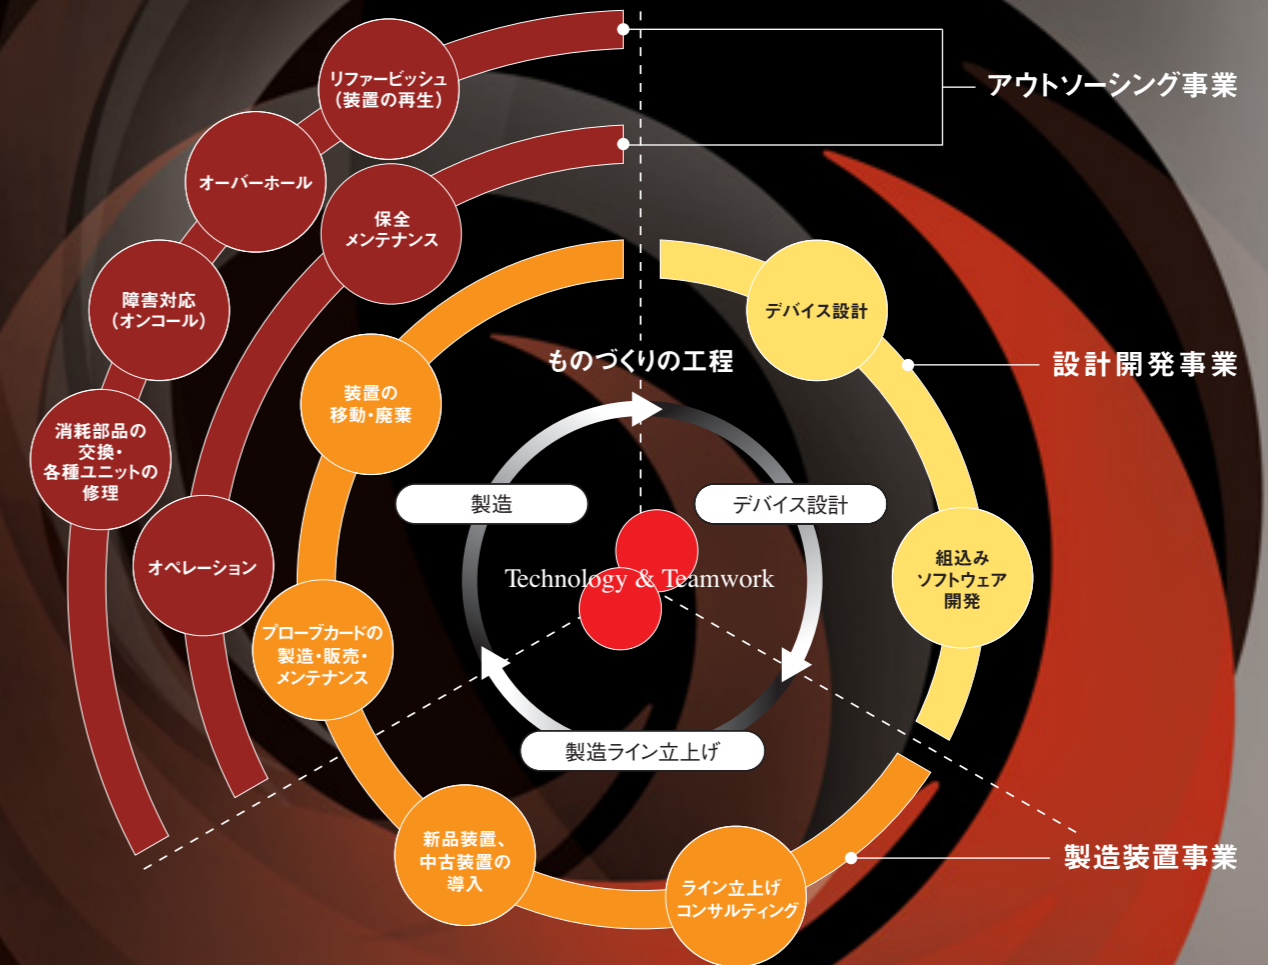 アウトソーシング事業
リファービッシュ
（装置の再生）
オーバーホール
保全
メンテナンス
障害対応
（オンコール）
消耗部品の
交換・
各種ユニットの
修理
オペレーション
設計開発事業
デバイス設計
組込み
ソフトウェア
開発
装置の
移動・廃棄
プローブカードの
製造・販売・
メンテナンス
ものづくりの工程
製造
デバイス設計
Technology & Teamwork
製造ライン立上げ
製造装置事業
新品装置、
中古装置の
導入
ライン立上げ
コンサルティング